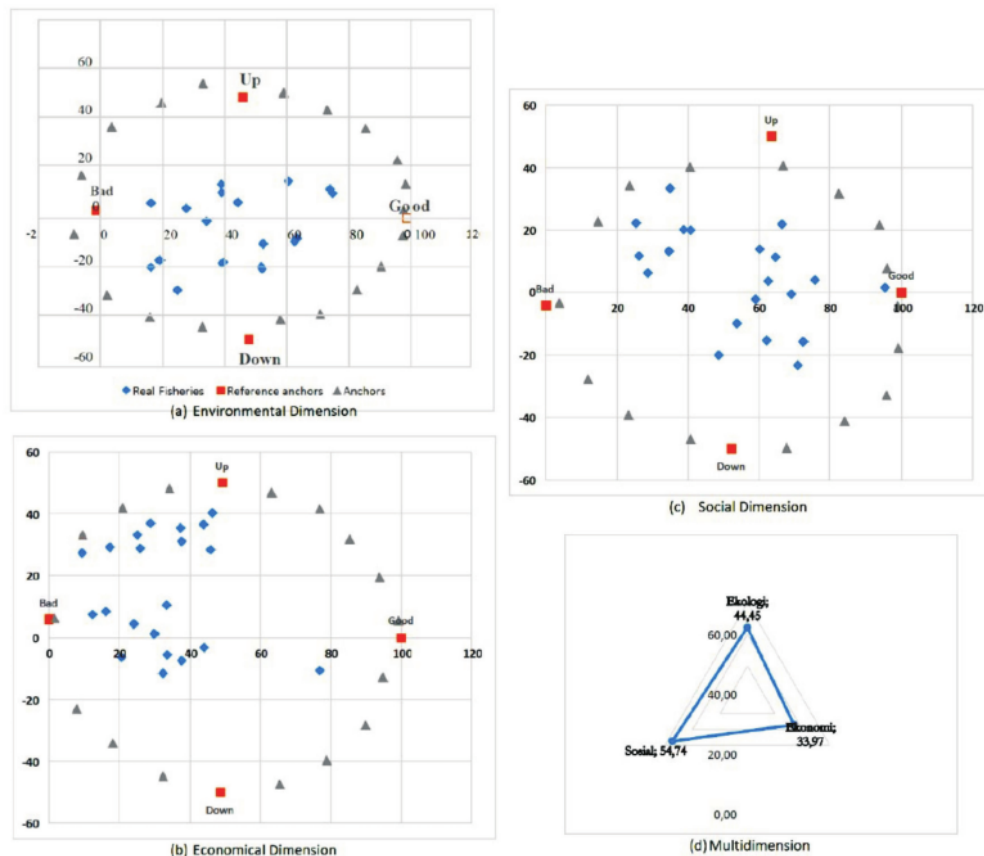 60
40
20
0
-20
-40
-60
-2
0
20
40
60
80
0 100
12
Up
Bad
Good
Down
Real Fisheries
Reference anchors
Anchors
(a) Environmental Dimension
60
40
20
0
-20
-40
-60
0
20
40
60
80
100
120
Up
Bad
Good
Down
(b) Economical Dimension
60
40
20
0
-20
-40
-60
20
40
60
80
100
120
Up
Bad
Good
Down
(c) Social Dimension
Ekologi;
44,45
60,00
40,00
20,00
0,00
Sosial; 54,74
Ekonomi;
33,97
(d) Multidimension